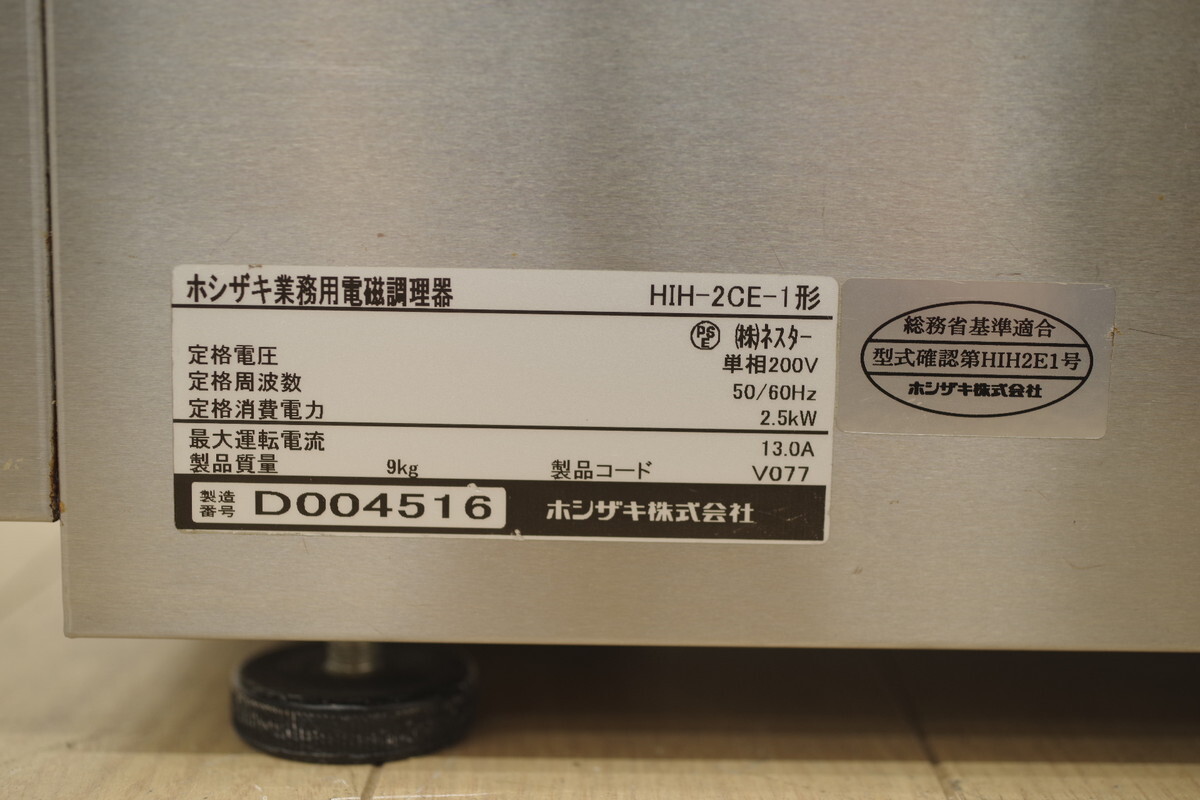 ホシザキ業務用電磁調理器 HIH-2CE-1形
PSE (株)ネスター
定格電圧 単相200V
定格周波数 50/60Hz
定格消費電力 2.5kW
最大運転電流 13.0A
製品質量 9kg 製品コード V077
製造番号 D004516 ホシザキ株式会社
総務省基準適合
型式確認第HIH2E1号
ホシザキ株式会社